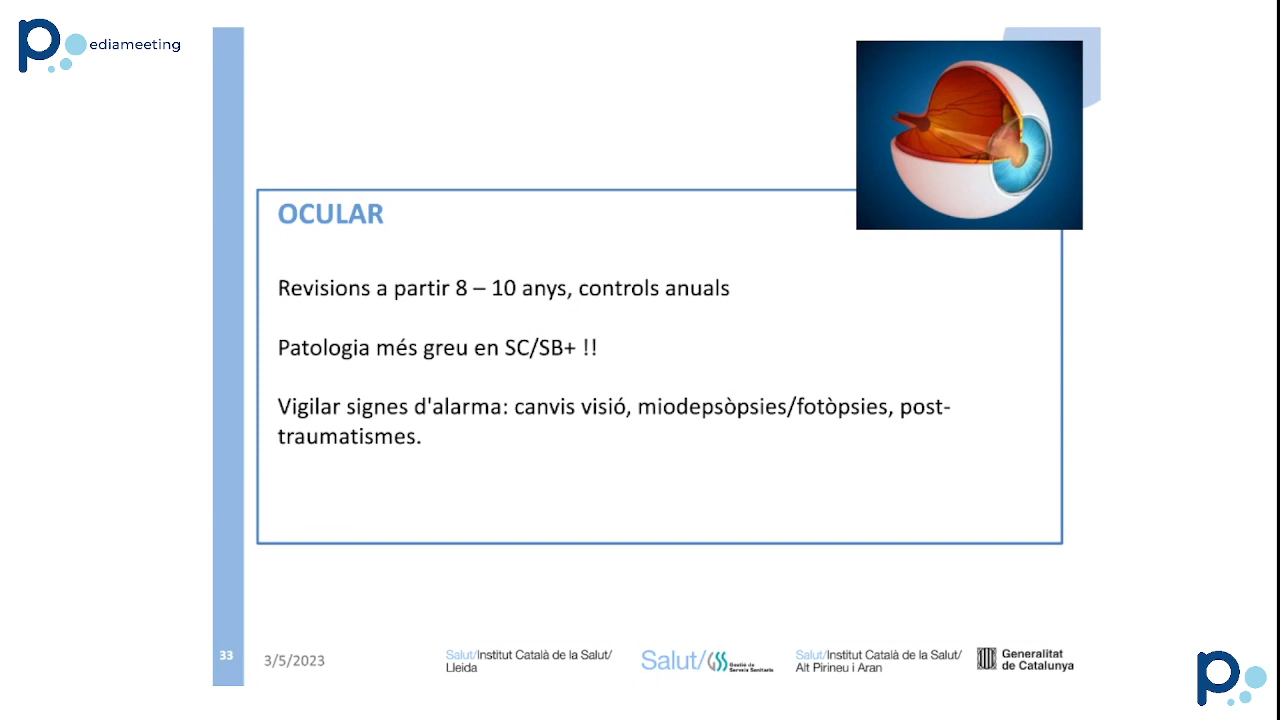 pediameeting
OCULAR
Revisions a partir 8 – 10 anys, controls anuals
Patologia més greu en SC/SB+ !!
Vigilar signes d'alarma: canvis visió, miodepsòpsies/fotòpsies, post-
traumatismes.
33
3/5/2023
Salut/Institut Català de la Salut/
Lleida
Salut/GSS Gestió de
Serveis Sanitaris
Salut/Institut Català de la Salut/
Alt Pirineu i Aran
Generalitat
de Catalunya
p